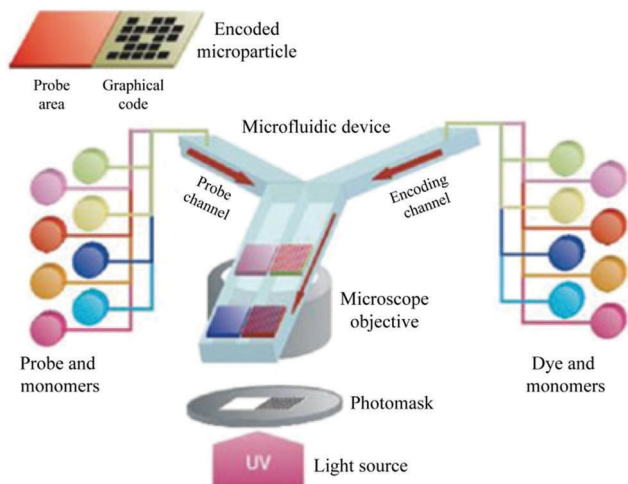 Encoded
microparticle
Probe
area
Graphical
code
Microfluidic device
Probe
channel
Encoding
channel
Microscope
objective
Probe and
monomers
Dye and
monomers
Photomask
UV
Light source